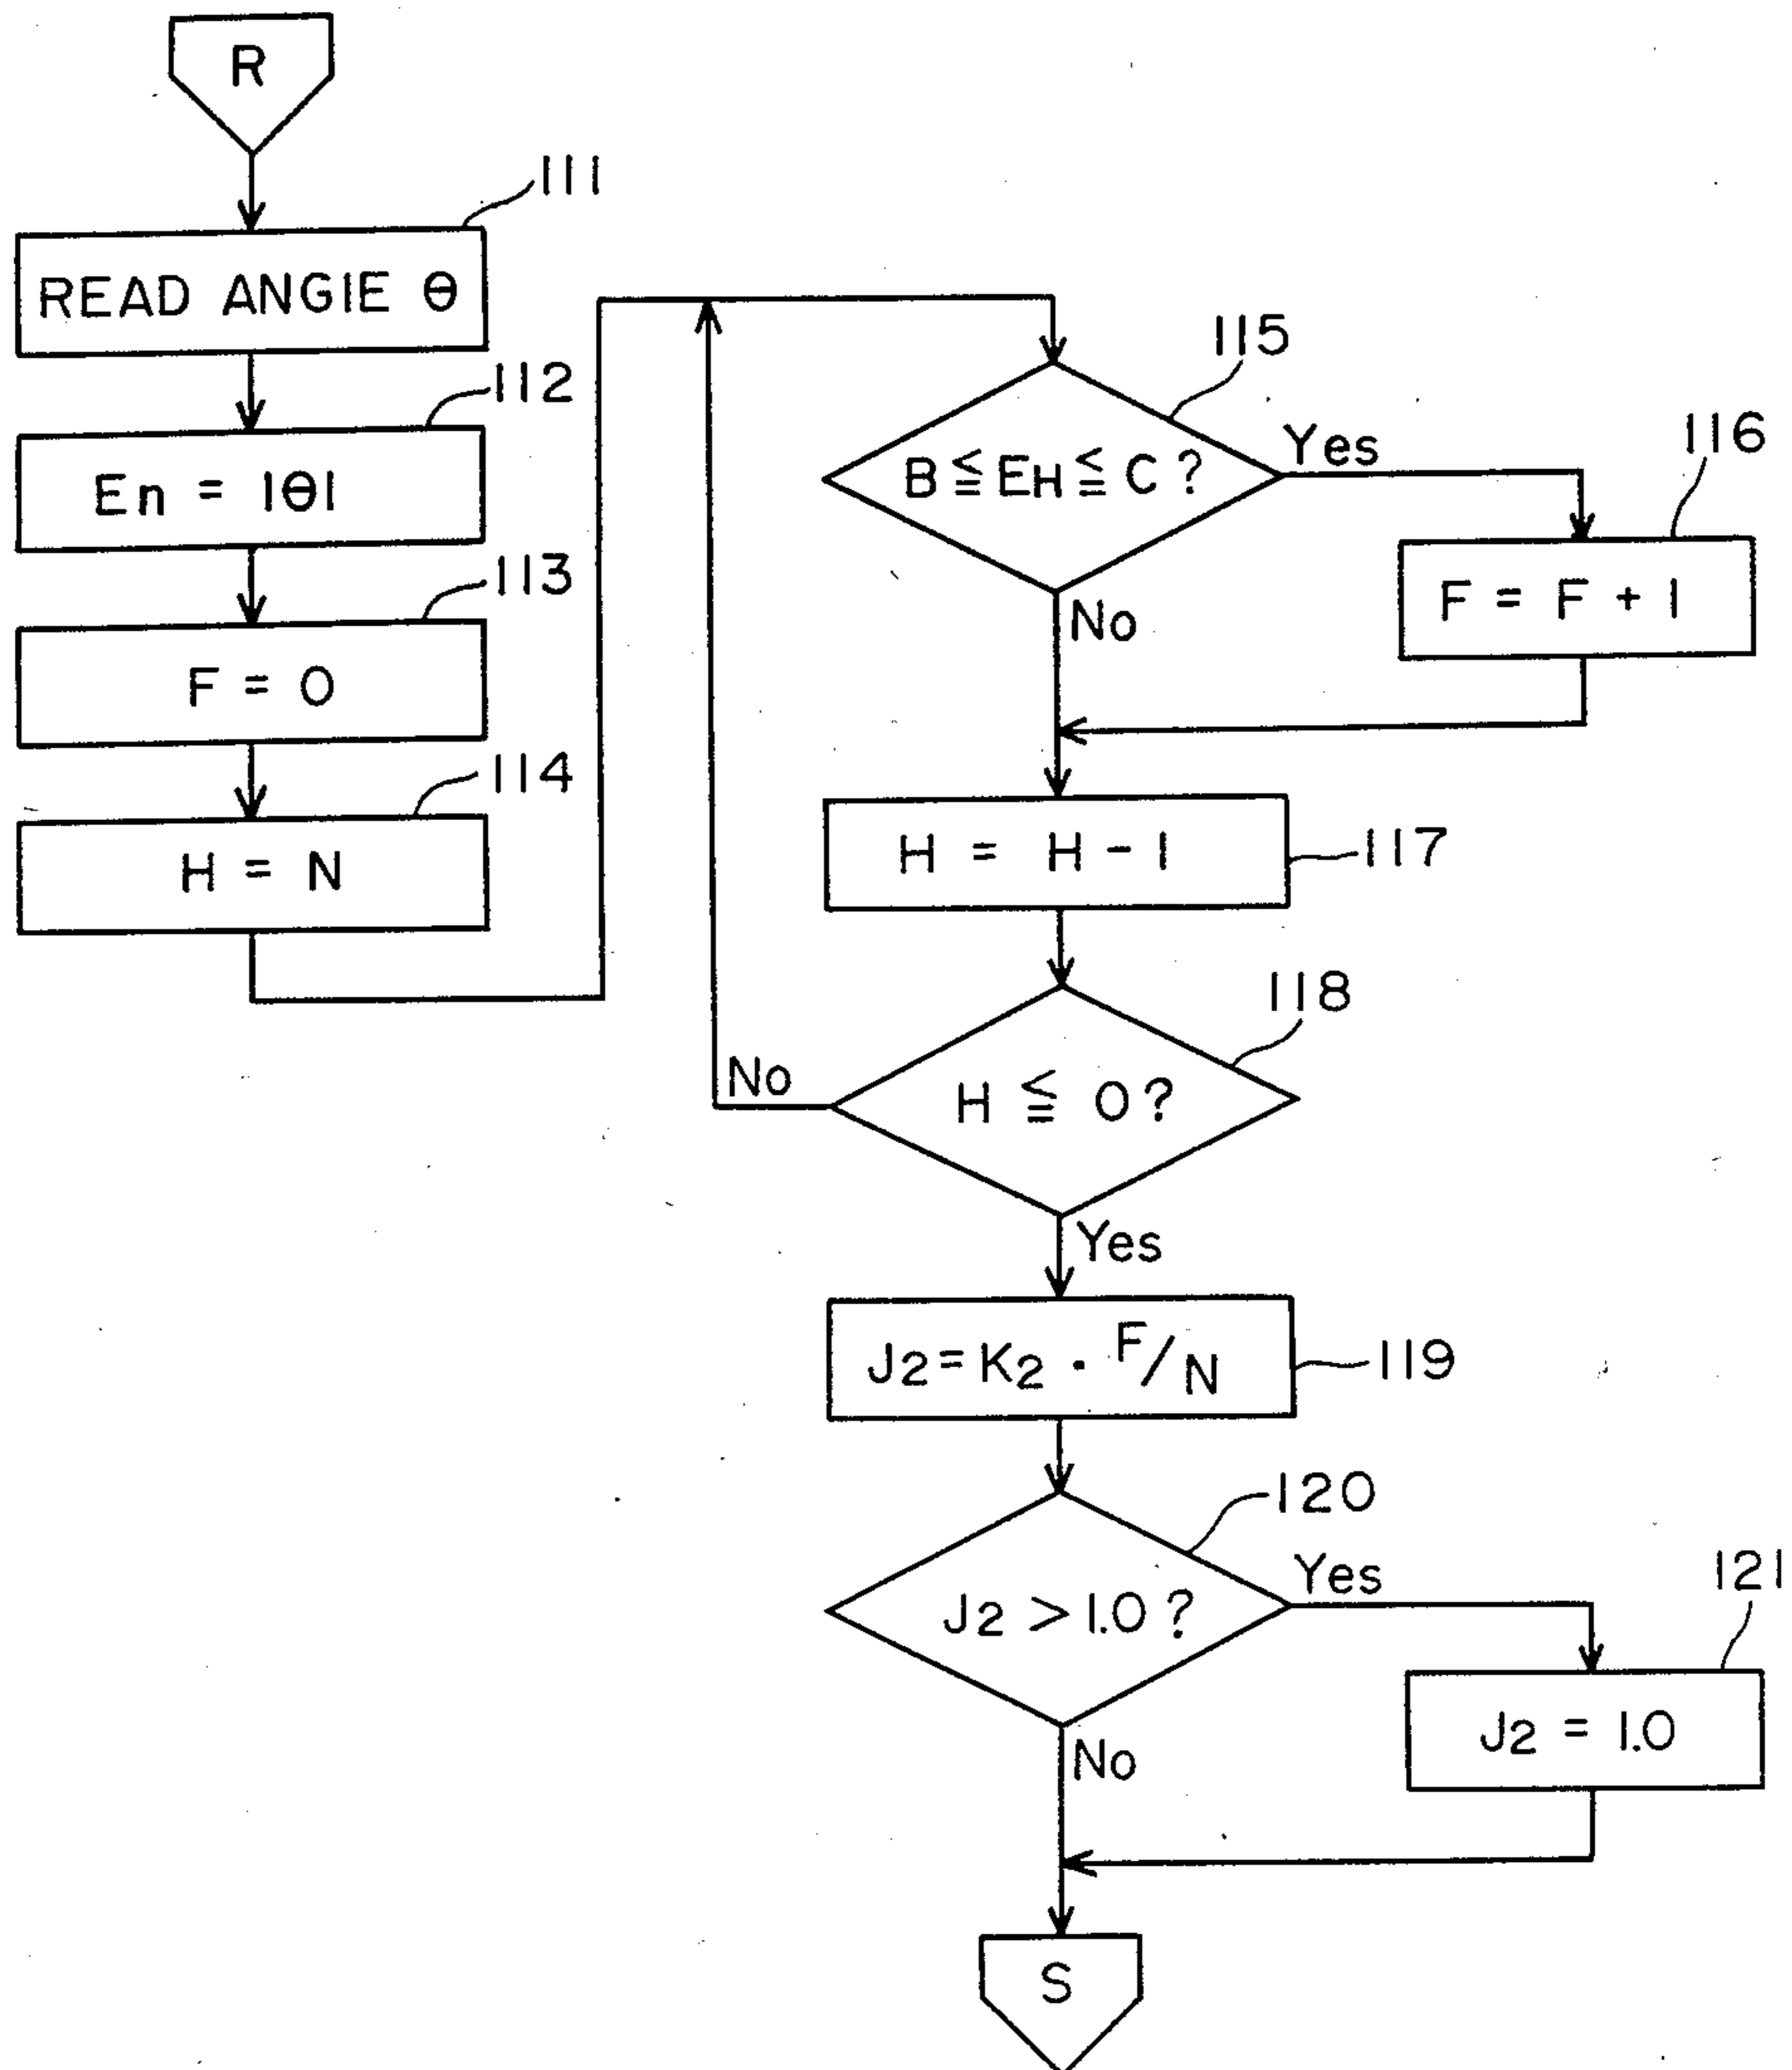 R
111
READ ANGIE θ
112
En = |θ|
113
F = 0
114
H = N
115
B ≦ EH ≦ C ?
Yes
116
F = F + 1
No
H = H - 1
117
118
H ≦ 0 ?
No
Yes
J2 = K2 · F/N
119
120
J2 > 1.0 ?
Yes
121
J2 = 1.0
No
S